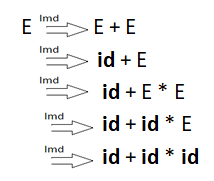 E lmd ⇒ E + E
lmd ⇒ id + E
lmd ⇒ id + E * E
lmd ⇒ id + id * E
lmd ⇒ id + id * id